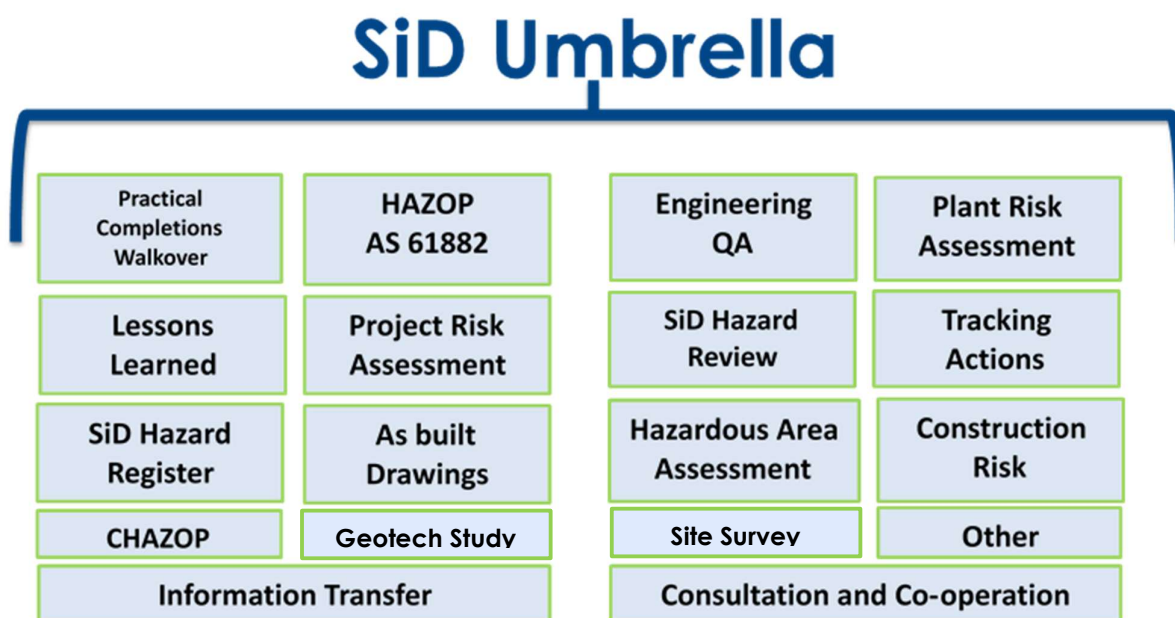 SiD Umbrella
Practical
Completions
Walkover
HAZOP
AS 61882
Engineering
QA
Plant Risk
Assessment
Lessons
Learned
Project Risk
Assessment
SiD Hazard
Review
Tracking
Actions
SiD Hazard
Register
As built
Drawings
Hazardous Area
Assessment
Construction
Risk
CHAZOP
Geotech Study
Site Survey
Other
Information Transfer
Consultation and Co-operation